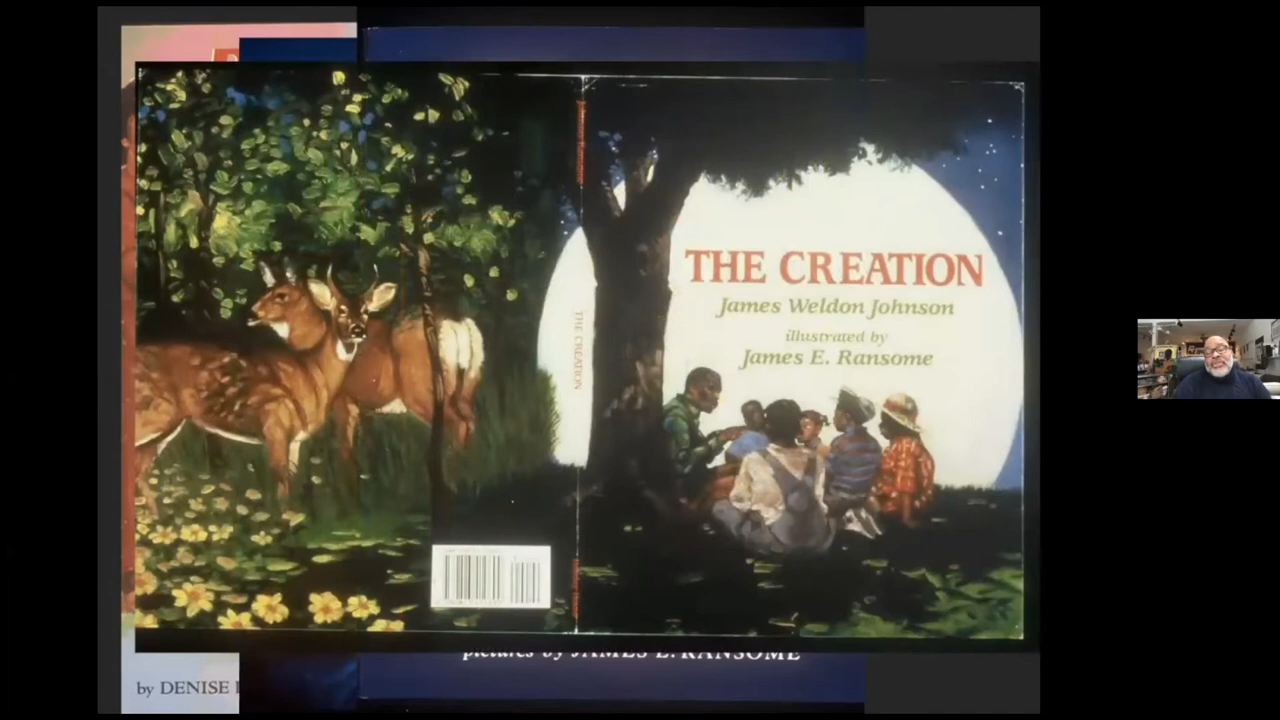 THE CREATION
James Weldon Johnson
illustrated by
James E. Ransome
THE CREATION
pictures by JAMES E. RANSOME
by DENISE